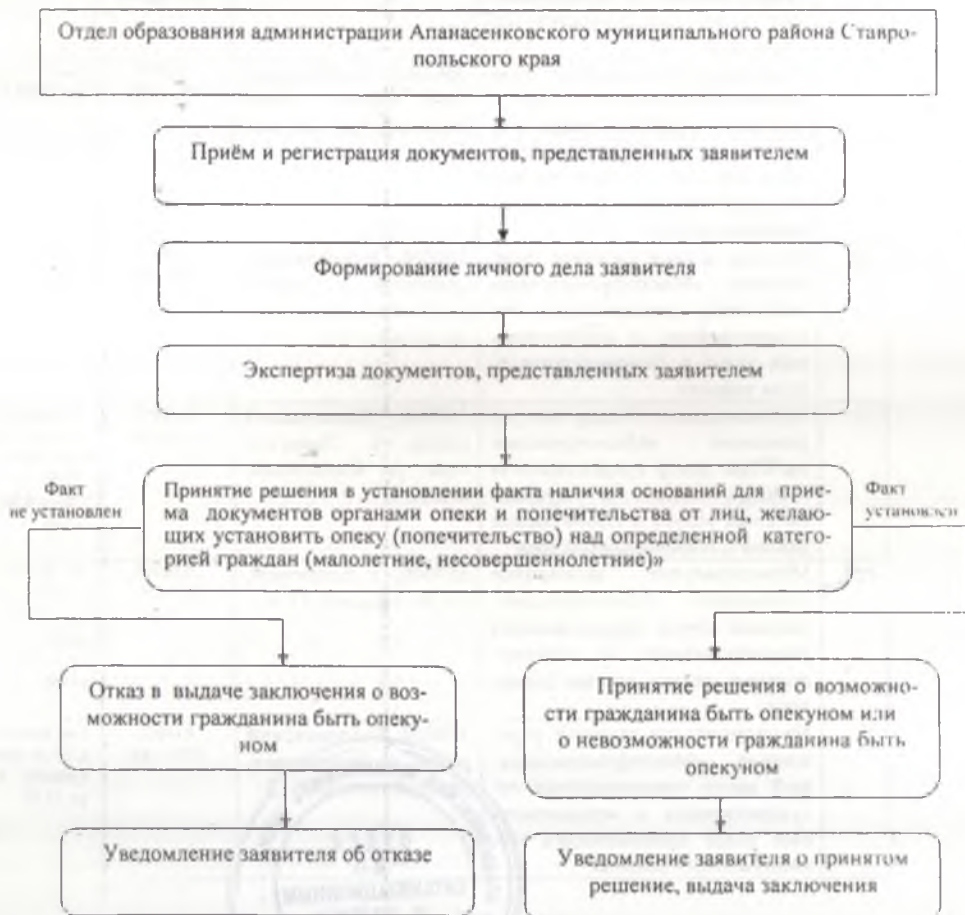 Отдел образования администрации Апанасенковского муниципального района Ставро-
польского края
Приём и регистрация документов, представленных заявителем
Формирование личного дела заявителя
Экспертиза документов, представленных заявителем
Факт
не установлен
Принятие решения в установлении факта наличия оснований для прие-
ма документов органами опеки и попечительства от лиц, желаю-
щих установить опеку (попечительство) над определенной катего-
рией граждан (малолетние, несовершеннолетние)»
Факт
установлен
Отказ в выдаче заключения о воз-
можности гражданина быть опеку-
ном
Принятие решения о возможно-
сти гражданина быть опекуном или
о невозможности гражданина быть
опекуном
Уведомление заявителя об отказе
Уведомление заявителя о принятом
решение, выдача заключения